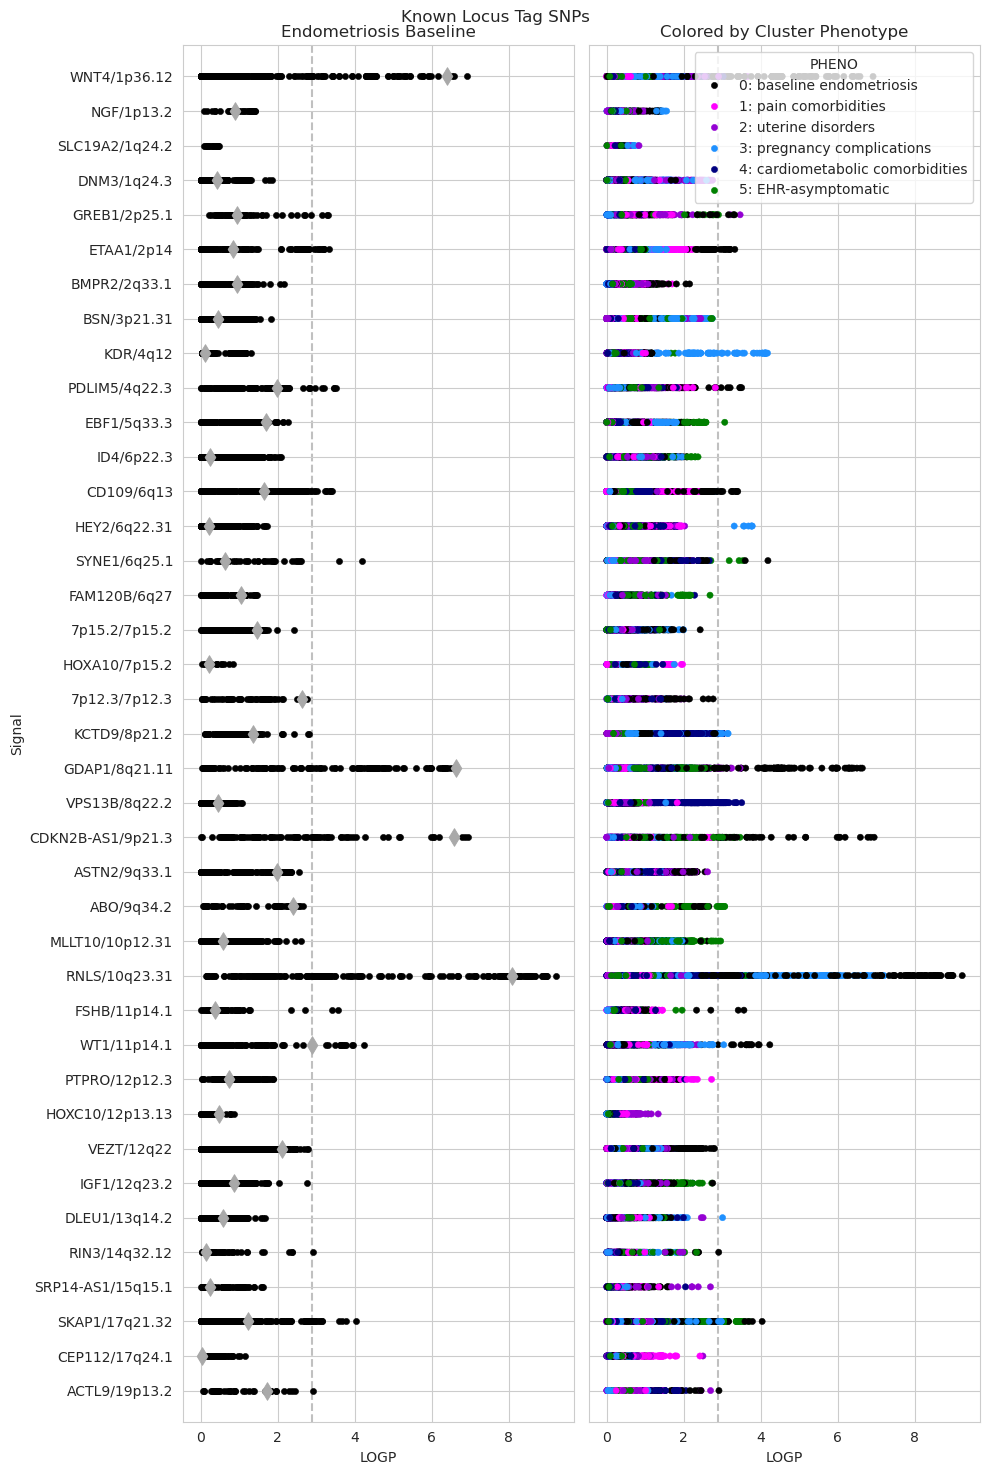 Known Locus Tag SNPs
Endometriosis Baseline
Colored by Cluster Phenotype
PHENO
0: baseline endometriosis
1: pain comorbidities
2: uterine disorders
3: pregnancy complications
4: cardiometabolic comorbidities
5: EHR-asymptomatic
Signal
WNT4/1p36.12
NGF/1p13.2
SLC19A2/1q24.2
DNM3/1q24.3
GREB1/2p25.1
ETAA1/2p14
BMPR2/2q33.1
BSN/3p21.31
KDR/4q12
PDLIM5/4q22.3
EBF1/5q33.3
ID4/6p22.3
CD109/6q13
HEY2/6q22.31
SYNE1/6q25.1
FAM120B/6q27
7p15.2/7p15.2
HOXA10/7p15.2
7p12.3/7p12.3
KCTD9/8p21.2
GDAP1/8q21.11
VPS13B/8q22.2
CDKN2B-AS1/9p21.3
ASTN2/9q33.1
ABO/9q34.2
MLLT10/10p12.31
RNLS/10q23.31
FSHB/11p14.1
WT1/11p14.1
PTPRO/12p12.3
HOXC10/12p13.13
VEZT/12q22
IGF1/12q23.2
DLEU1/13q14.2
RIN3/14q32.12
SRP14-AS1/15q15.1
SKAP1/17q21.32
CEP112/17q24.1
ACTL9/19p13.2
0 2 4 6 8
LOGP
0 2 4 6 8
LOGP